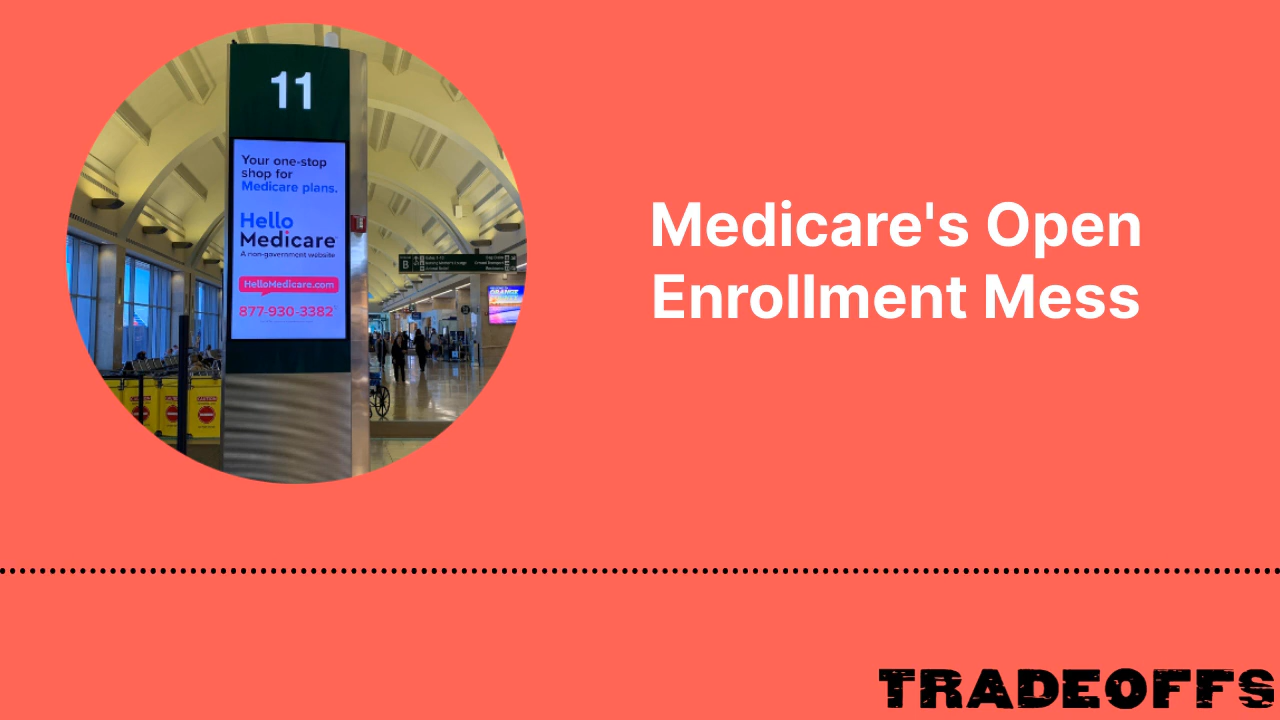 11
Your one-stop
shop for
Medicare plans.
Hello
Medicare
A non-government website
HelloMedicare.com
877-930-3382
B
Medicare's Open
Enrollment Mess
TRADEOFFS